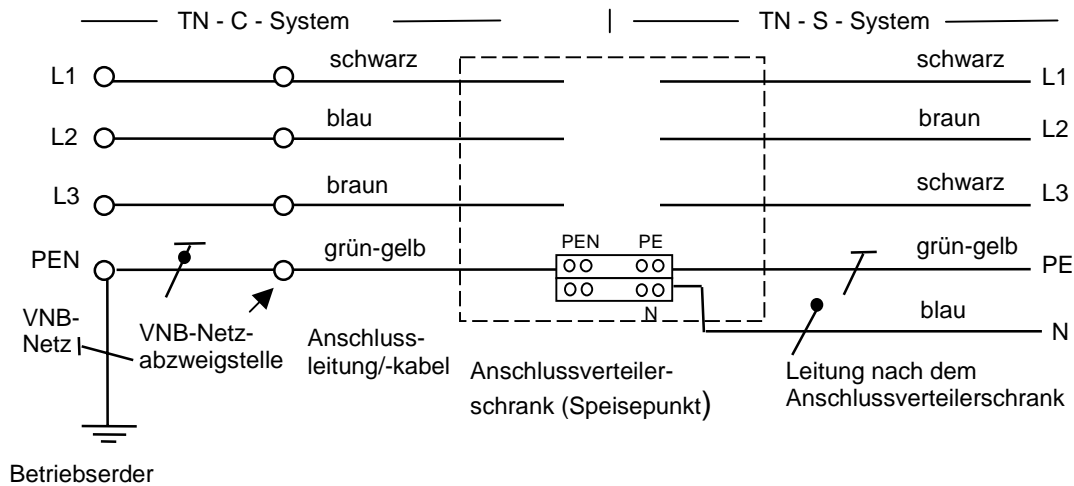 TN - C - System
TN - S - System
L1
schwarz
schwarz
L1
L2
blau
braun
L2
L3
braun
schwarz
L3
PEN
grün-gelb
PEN PE
grün-gelb
PE
N
blau
N
VNB-
Netz
VNB-Netz-
abzweigstelle
Anschluss-
leitung/-kabel
Anschlussverteiler-
schrank (Speisepunkt)
Leitung nach dem
Anschlussverteilerschrank
Betriebserder